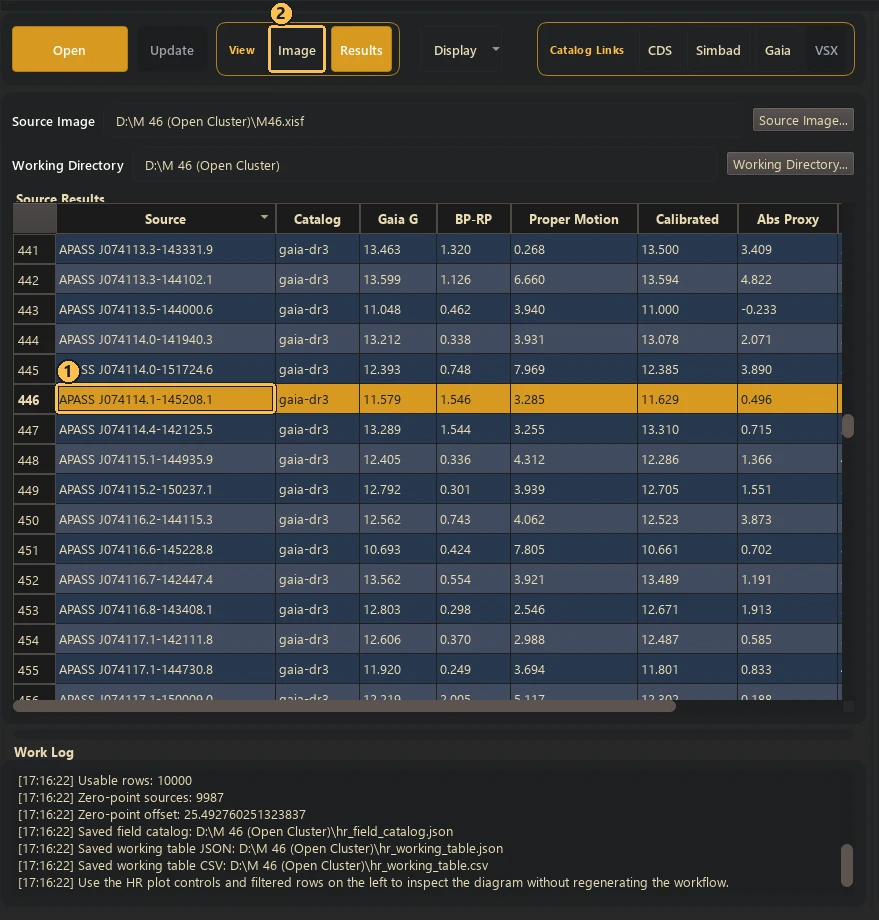 2
Open Update View Image Results Display Catalog Links CDS Simbad Gaia VSX
Source Image D:\M 46 (Open Cluster)\M46.xisf Source Image...
Working Directory D:\M 46 (Open Cluster) Working Directory...
Source Results
Source Catalog Gaia G BP-RP Proper Motion Calibrated Abs Proxy
441 APASS J074113.3-143331.9 gaia-dr3 13.463 1.320 0.268 13.500 3.409
442 APASS J074113.3-144102.1 gaia-dr3 13.599 1.126 6.660 13.594 4.822
443 APASS J074113.5-144000.6 gaia-dr3 11.048 0.462 3.940 11.000 -0.233
444 APASS J074114.0-141940.3 gaia-dr3 13.212 0.338 3.931 13.078 2.071
445 1 SS J074114.0-151724.6 gaia-dr3 12.393 0.748 7.969 12.385 3.890
446 APASS J074114.1-145208.1 gaia-dr3 11.579 1.546 3.285 11.629 0.496
447 APASS J074114.4-142125.5 gaia-dr3 13.289 1.544 3.255 13.310 0.715
448 APASS J074115.1-144935.9 gaia-dr3 12.405 0.336 4.312 12.286 1.366
449 APASS J074115.2-150237.1 gaia-dr3 12.792 0.301 3.939 12.705 1.551
450 APASS J074116.2-144115.3 gaia-dr3 12.562 0.743 4.062 12.523 3.873
451 APASS J074116.6-145228.8 gaia-dr3 10.693 0.424 7.805 10.661 0.702
452 APASS J074116.7-142447.4 gaia-dr3 13.562 0.554 3.921 13.489 1.191
453 APASS J074116.8-143408.1 gaia-dr3 12.803 0.298 2.546 12.671 1.913
454 APASS J074117.1-142111.8 gaia-dr3 12.606 0.370 2.988 12.487 0.585
455 APASS J074117.1-144730.8 gaia-dr3 11.920 0.249 3.694 11.801 0.833
456 APASS J074117.1-150009.0 gaia-dr3 12.219 2.005 5.117 12.302 0.188
Work Log
[17:16:22] Usable rows: 10000
[17:16:22] Zero-point sources: 9987
[17:16:22] Zero-point offset: 25.492760251323837
[17:16:22] Saved field catalog: D:\M 46 (Open Cluster)\hr_field_catalog.json
[17:16:22] Saved working table JSON: D:\M 46 (Open Cluster)\hr_working_table.json
[17:16:22] Saved working table CSV: D:\M 46 (Open Cluster)\hr_working_table.csv
[17:16:22] Use the HR plot controls and filtered rows on the left to inspect the diagram without regenerating the workflow.